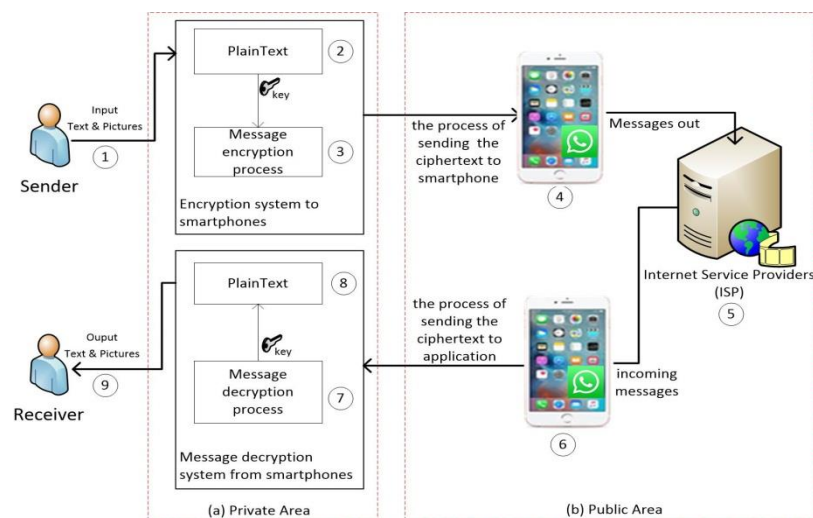 Input
Text & Pictures
1
Sender
PlainText
2
key
Message
encryption
process
3
Encryption system to
smartphones
the process of
sending the
ciphertext to
smartphone
4
Messages out
Internet Service Providers
(ISP)
5
incoming
messages
6
the process of
sending the
ciphertext to
application
PlainText
8
key
Message
decryption
process
7
Message decryption
system from smartphones
Ouput
Text & Pictures
9
Receiver
(a) Private Area
(b) Public Area